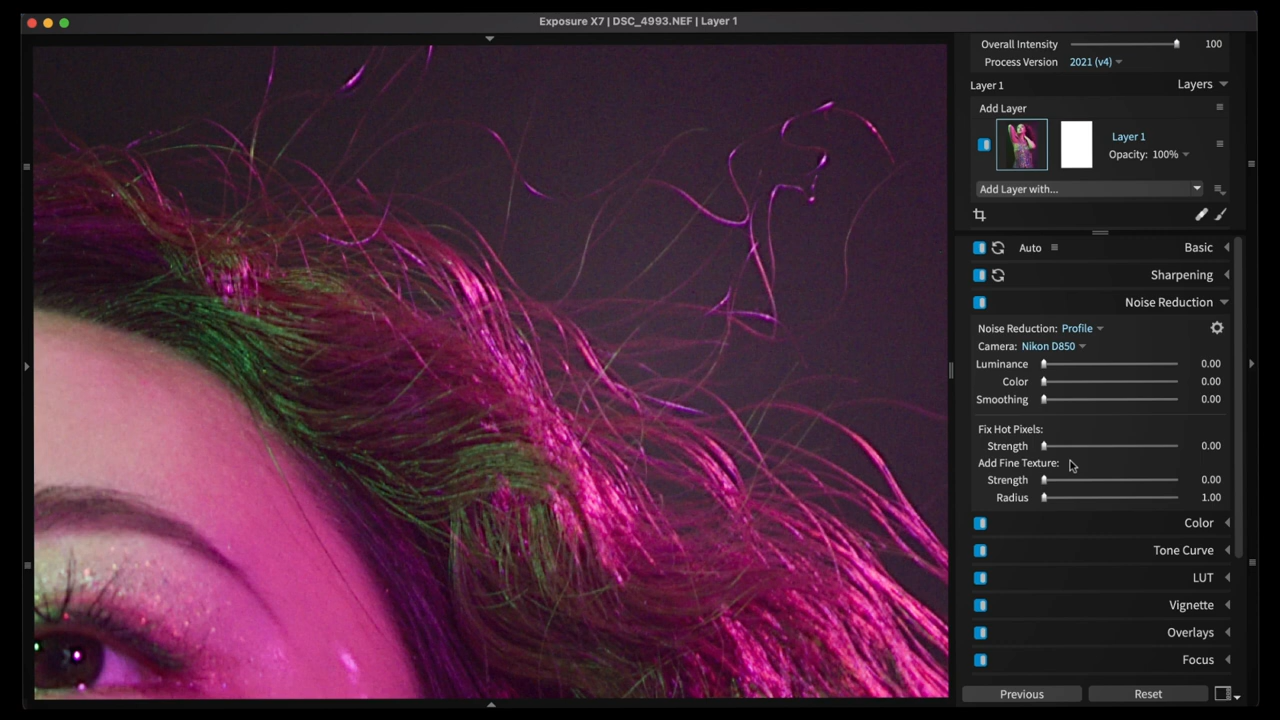 Exposure X7 | DSC_4993.NEF | Layer 1
Overall Intensity 100
Process Version 2021 (v4)
Layer 1 Layers
Add Layer
Layer 1
Opacity: 100%
Add Layer with...
Auto Basic
Sharpening
Noise Reduction
Noise Reduction: Profile
Camera: Nikon D850
Luminance 0.00
Color 0.00
Smoothing 0.00
Fix Hot Pixels:
Strength 0.00
Add Fine Texture:
Strength 0.00
Radius 1.00
Color
Tone Curve
LUT
Vignette
Overlays
Focus
Previous Reset